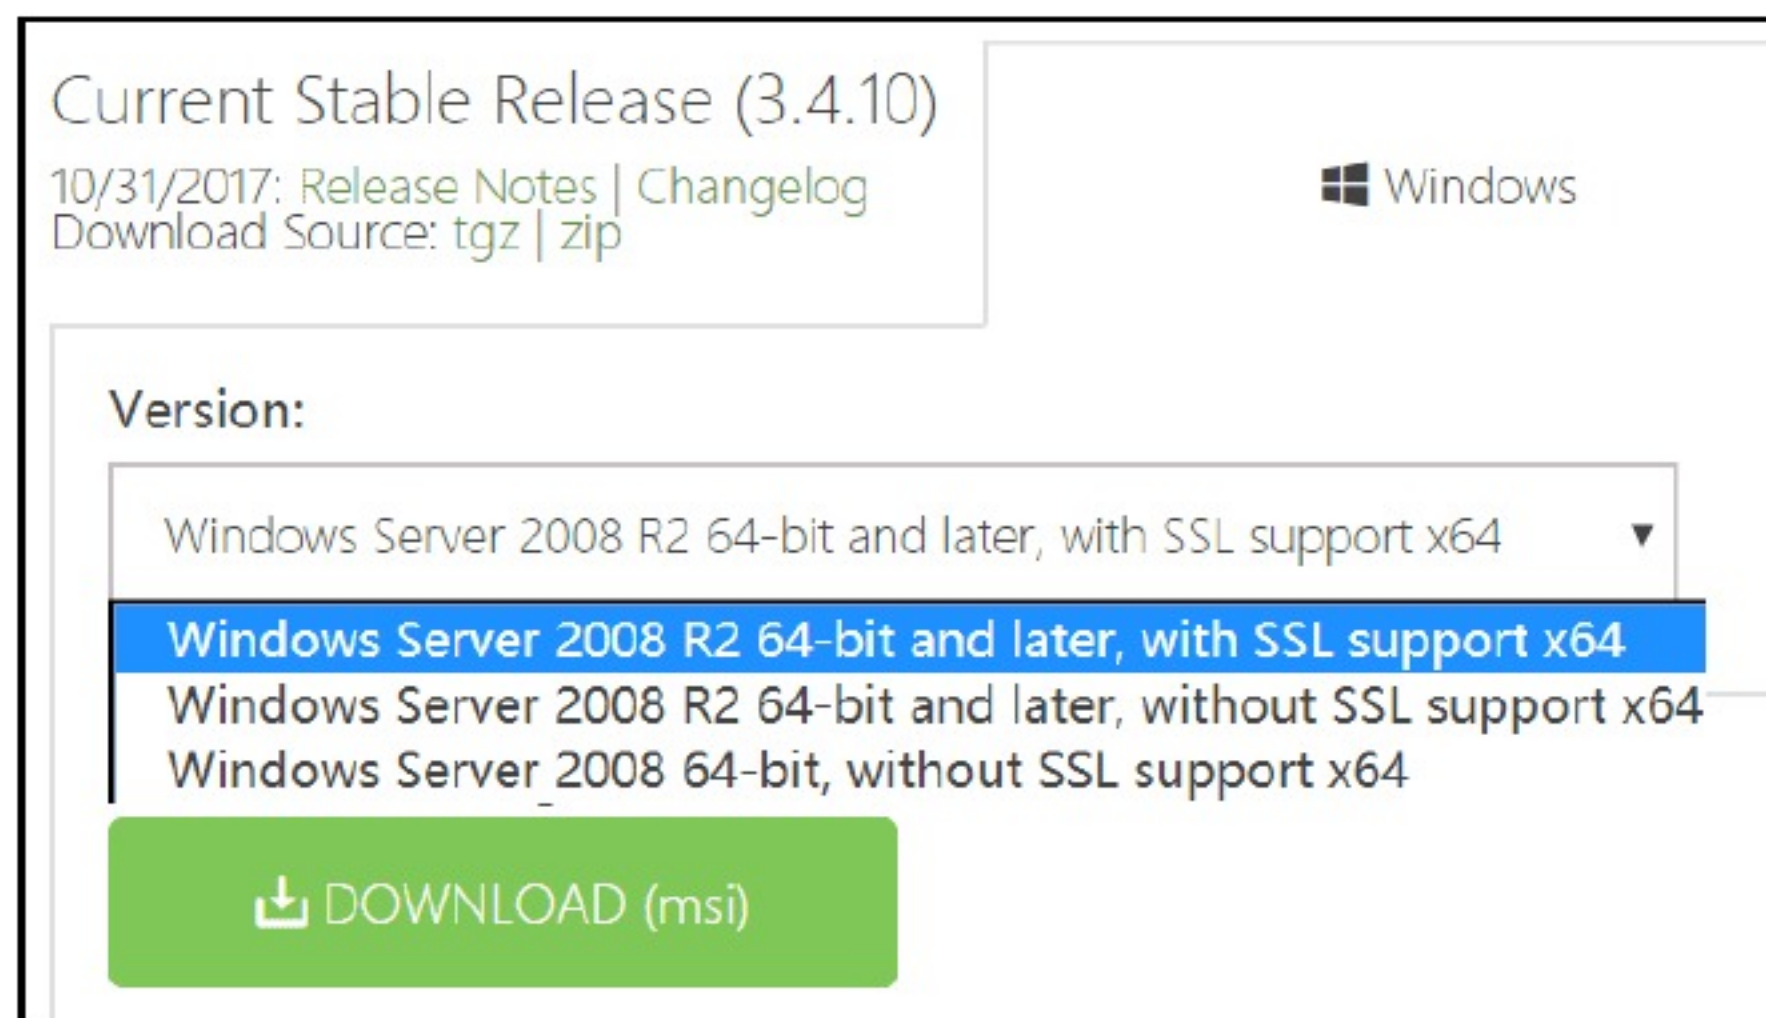 Current Stable Release (3.4.10)
10/31/2017: Release Notes | Changelog
Download Source: tgz | zip
Windows
Version:
Windows Server 2008 R2 64-bit and later, with SSL support x64
Windows Server 2008 R2 64-bit and later, with SSL support x64
Windows Server 2008 R2 64-bit and later, without SSL support x64
Windows Server 2008 64-bit, without SSL support x64
DOWNLOAD (msi)